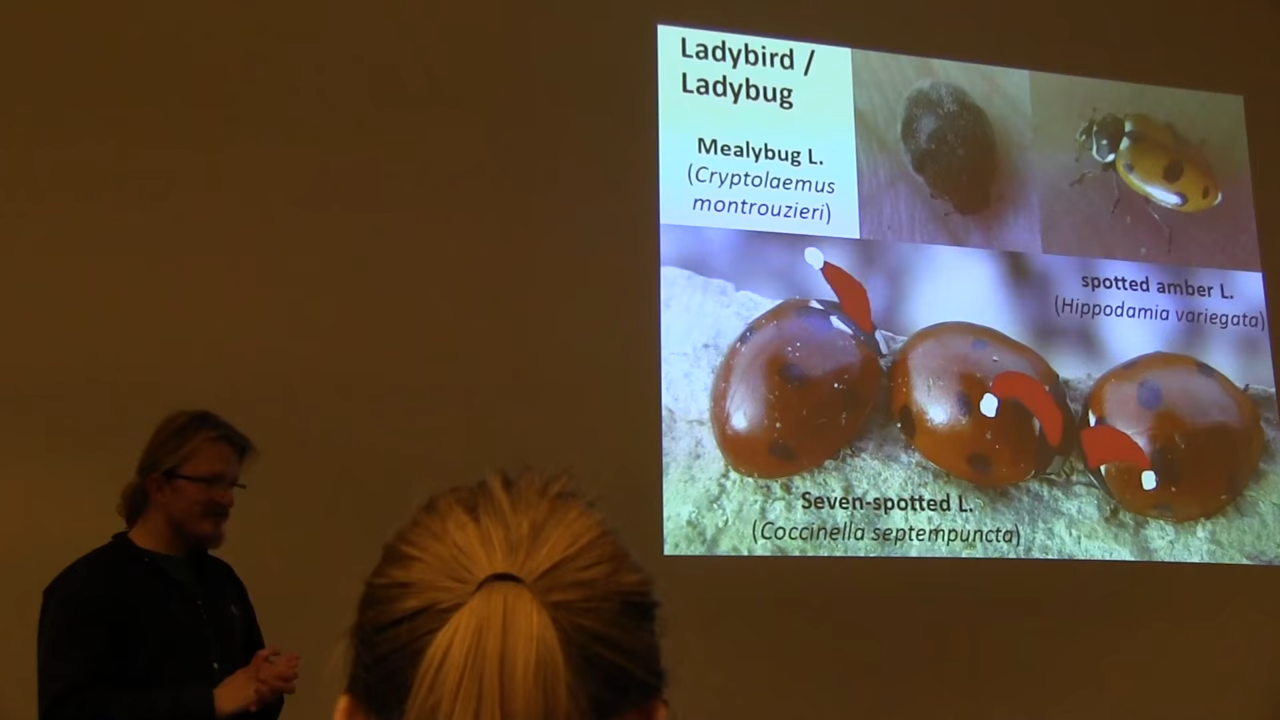 Ladybird /
Ladybug
Mealybug L.
(Cryptolaemus
montrouzieri)
spotted amber L.
(Hippodamia variegata)
Seven-spotted L.
(Coccinella septempuncta)